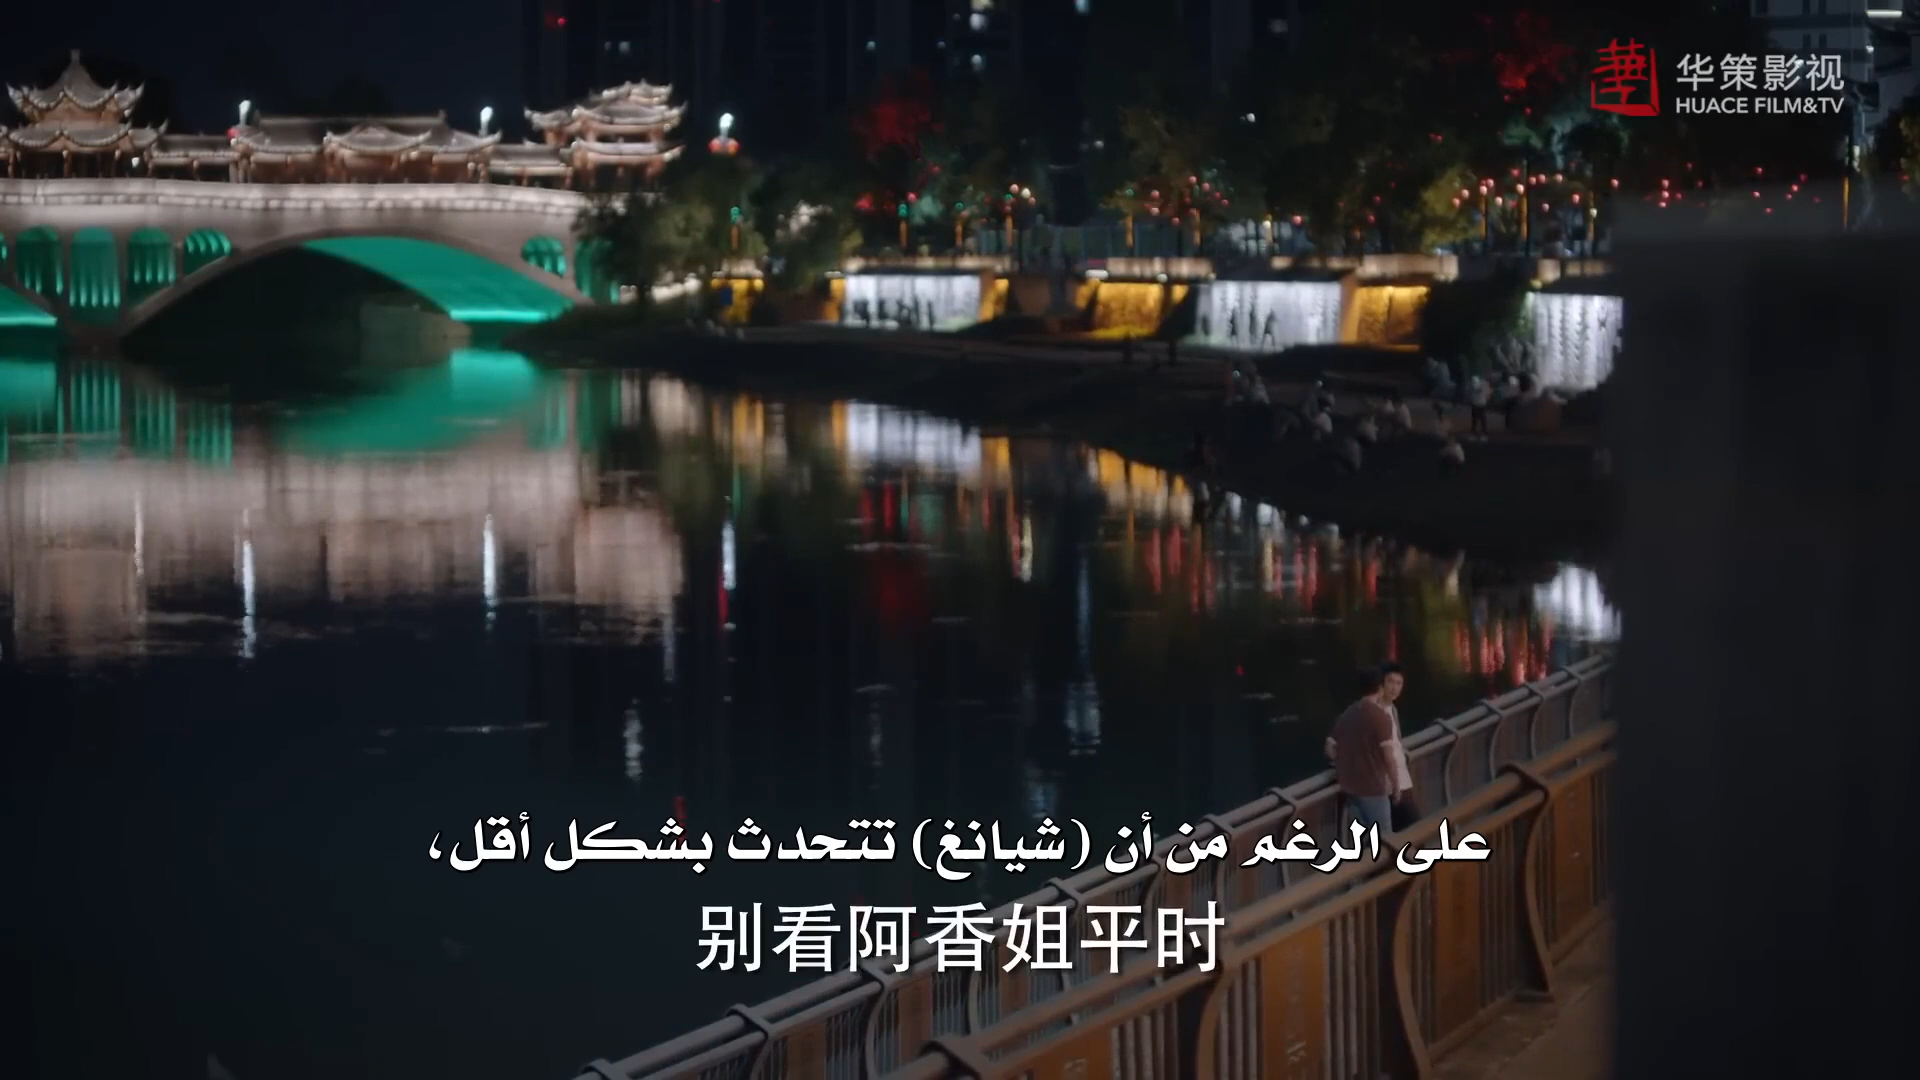 华策影视
HUACE FILM&TV
على الرغم من أن (شيانغ) تتحدث بشكل أقل،
别看阿香姐平时